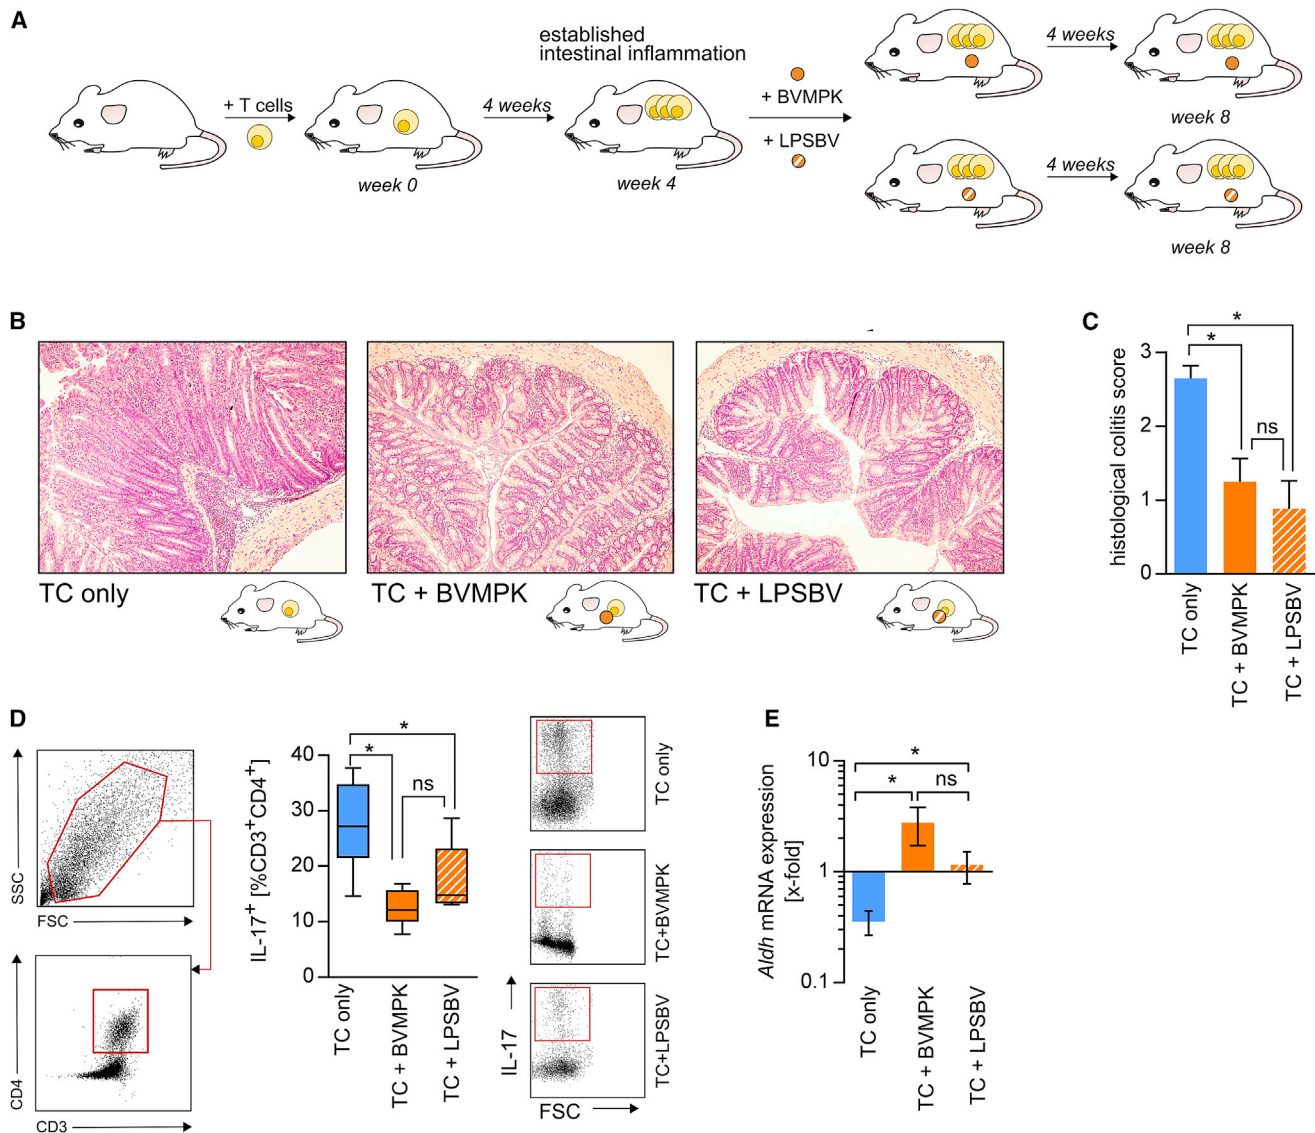 A
+ T cells
week 0
4 weeks
established
intestinal inflammation
week 4
+ BVMPK
+ LPSBV
4 weeks
week 8
4 weeks
week 8
B
TC only
TC + BVMPK
TC + LPSBV
C
histological colitis score
3
2
1
0
*
*
ns
TC only
TC + BVMPK
TC + LPSBV
D
SSC
FSC
CD4
CD3
IL-17+ [%CD3+CD4+]
40
30
20
10
0
*
*
ns
TC only
TC + BVMPK
TC + LPSBV
TC only
TC+BVMPK
TC+LPSBV
IL-17
FSC
E
Aldh mRNA expression
[x-fold]
10
1
0.1
*
*
ns
TC only
TC + BVMPK
TC + LPSBV